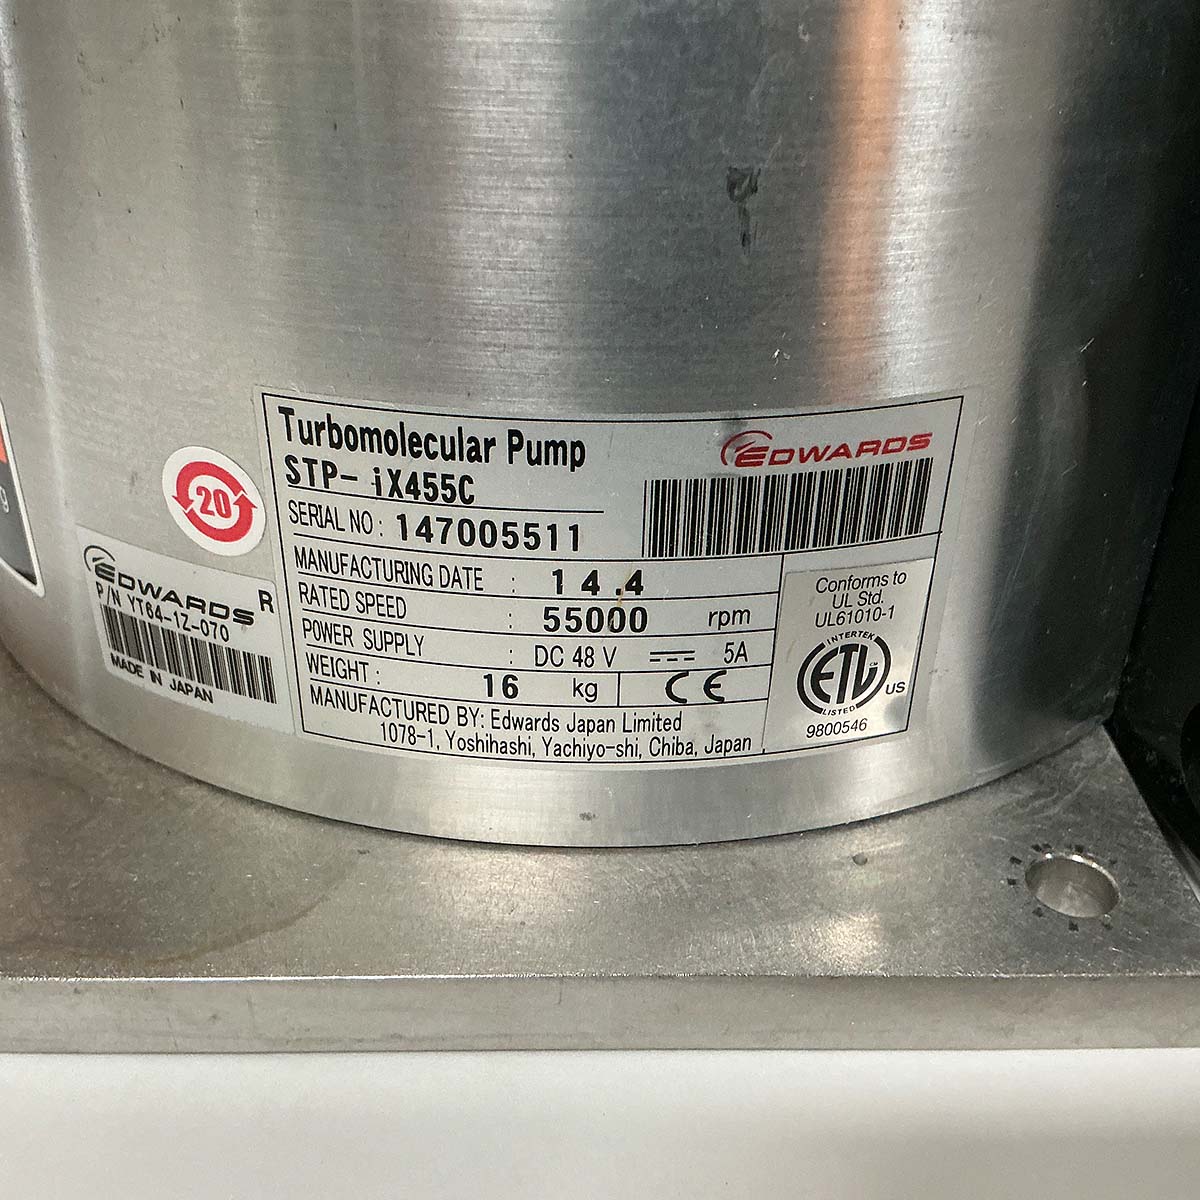 Turbomolecular Pump
EDWARDS
STP-iX455C
SERIAL NO: 147005511
MANUFACTURING DATE : 14.4
RATED SPEED : 55000 rpm
POWER SUPPLY : DC 48 V 5A
WEIGHT: 16 kg CE
MANUFACTURED BY: Edwards Japan Limited
1078-1, Yoshihashi, Yachiyo-shi, Chiba, Japan
Conforms to
UL Std.
UL61010-1
INTERTEK
ETL CM
US
LISTED
9800546
20
EDWARDS R
P/N YT64-1Z-070
MADE IN JAPAN
g